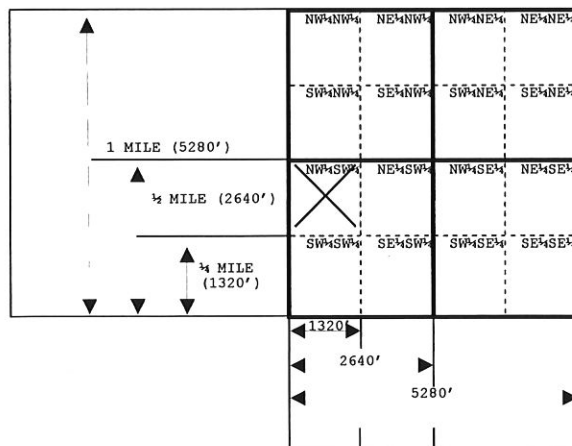 NW¼NW¼ NE¼NW¼ NW¼NE¼ NE¼NE¼
SW¼NW¼ SE¼NW¼ SW¼NE¼ SE¼NE¼
1 MILE (5280')
NW¼SW¼ NE¼SW¼ NW¼SE¼ NE¼SE¼
½ MILE (2640')
SW¼SW¼ SE¼SW¼ SW¼SE¼ SE¼SE¼
¼ MILE
(1320')
1320'
2640'
5280'